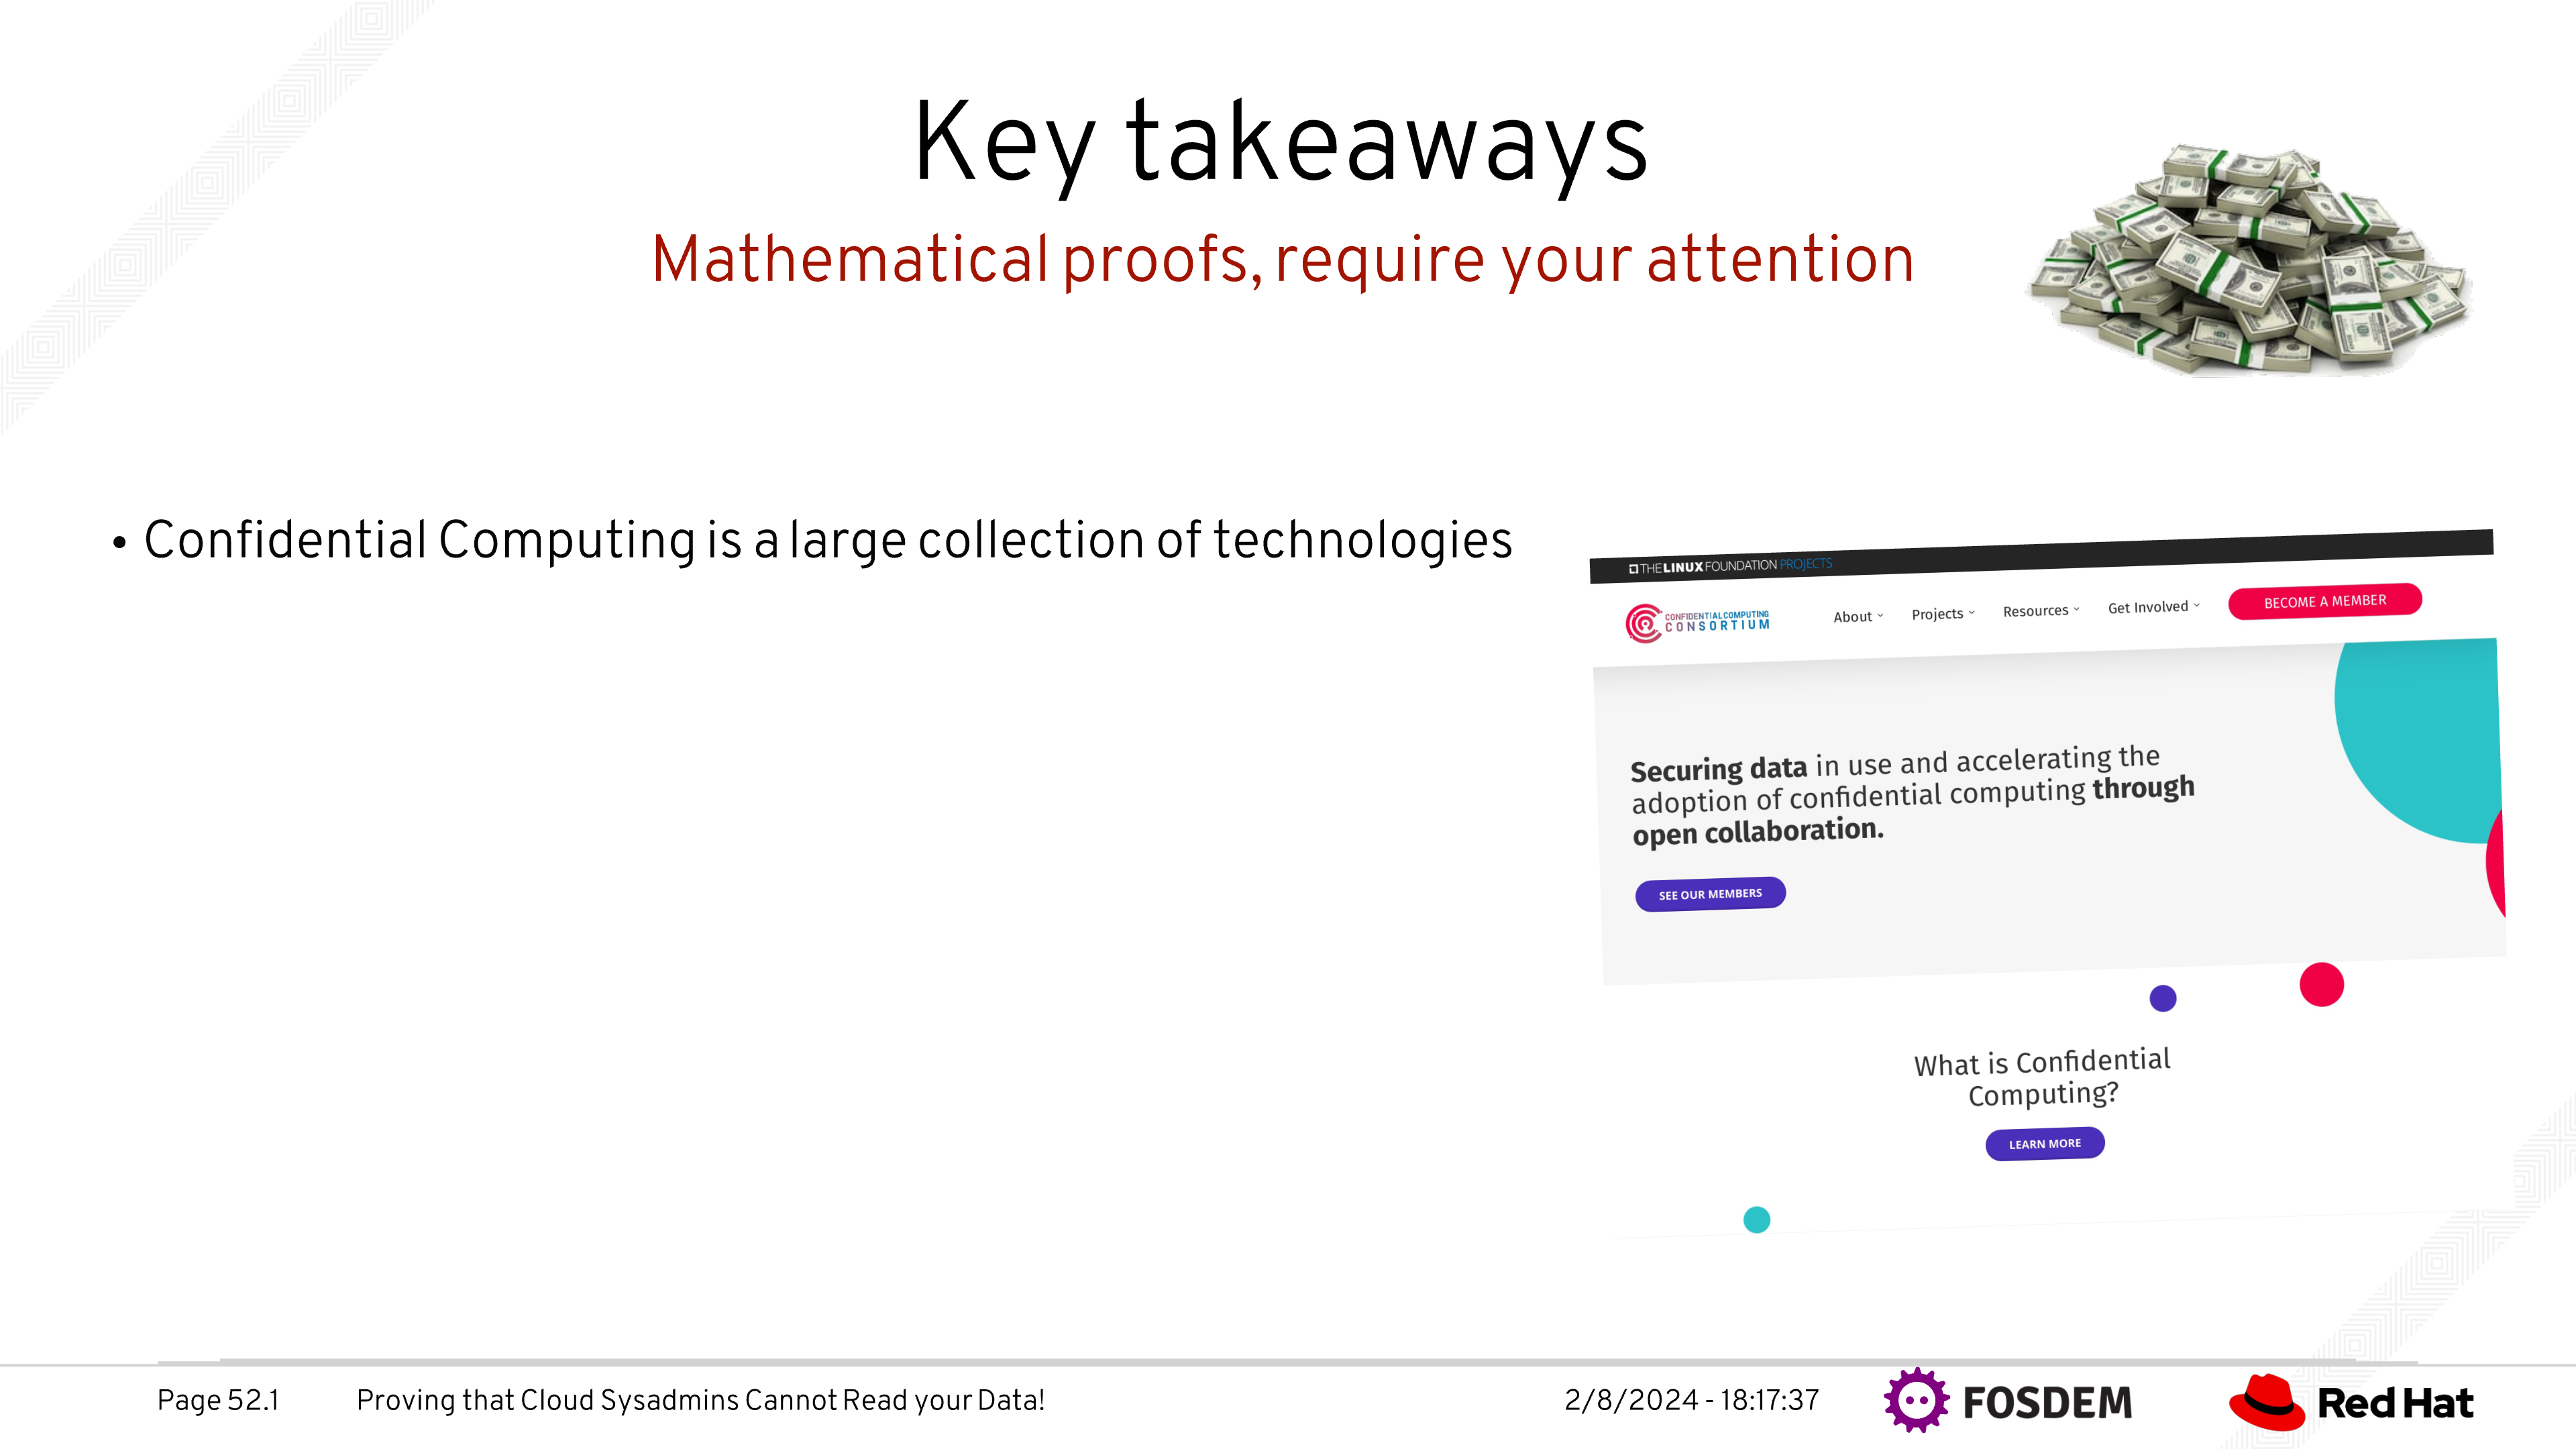 Key takeaways
Mathematical proofs, require your attention
• Confidential Computing is a large collection of technologies
THE LINUX FOUNDATION PROJECTS
CONFIDENTIAL COMPUTING
CONSORTIUM
About
Projects
Resources
Get Involved
BECOME A MEMBER
Securing data in use and accelerating the
adoption of confidential computing through
open collaboration.
SEE OUR MEMBERS
What is Confidential
Computing?
LEARN MORE
Page 52.1
Proving that Cloud Sysadmins Cannot Read your Data!
2/8/2024 - 18:17:37
FOSDEM
Red Hat